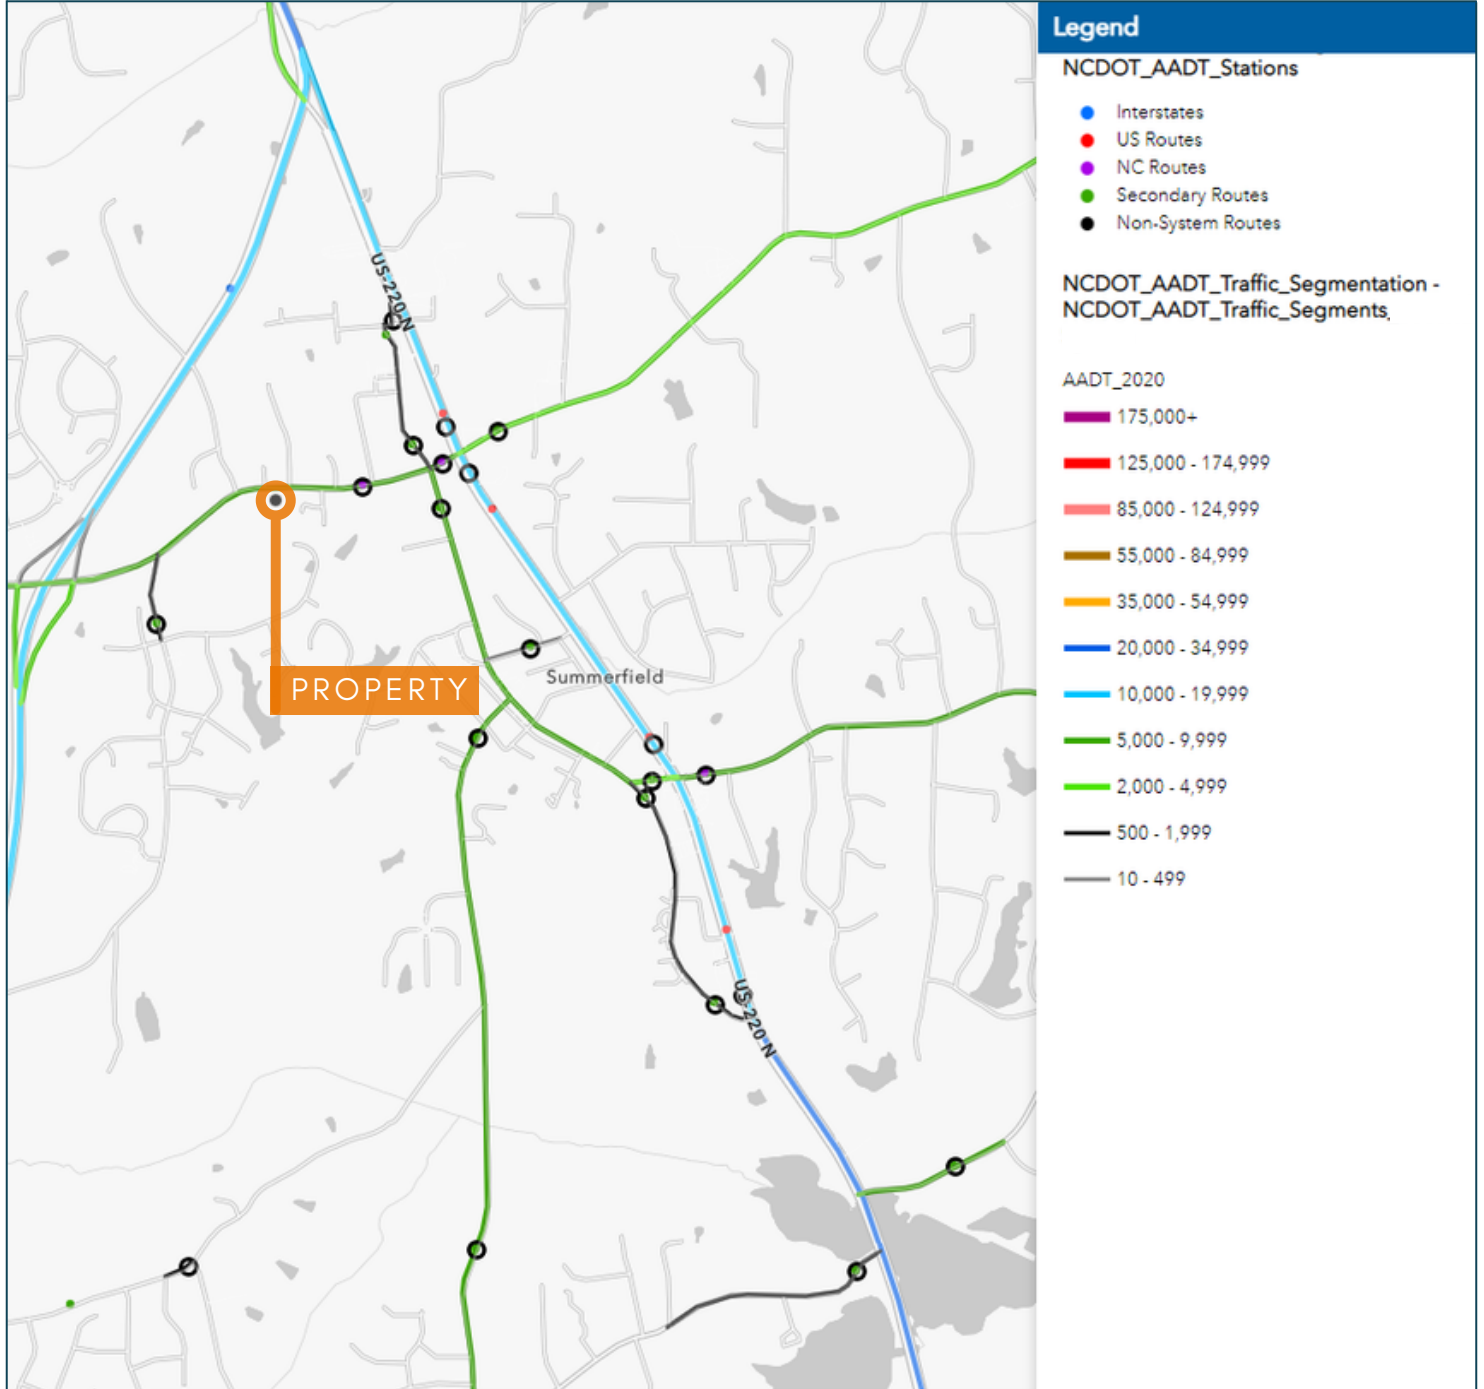 US-220-N
PROPERTY
Summerfield
US-220 N
Legend
NCDOT_AADT_Stations
Interstates
US Routes
NC Routes
Secondary Routes
Non-System Routes
NCDOT_AADT_Traffic_Segmentation -
NCDOT_AADT_Traffic_Segments
AADT_2020
175,000+
125,000 - 174,999
85,000 - 124,999
55,000 - 84,999
35,000 - 54,999
20,000 - 34,999
10,000 - 19,999
5,000 - 9,999
2,000 - 4,999
500 - 1,999
10 - 499